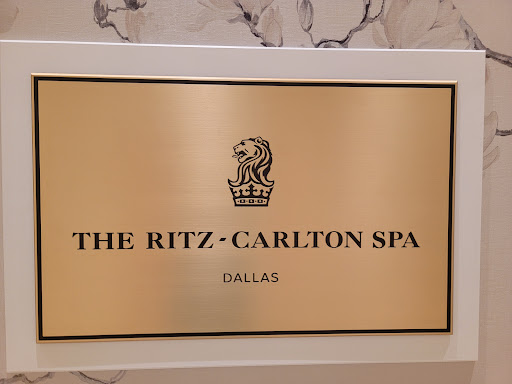 THE RITZ-CARLTON SPA
DALLAS